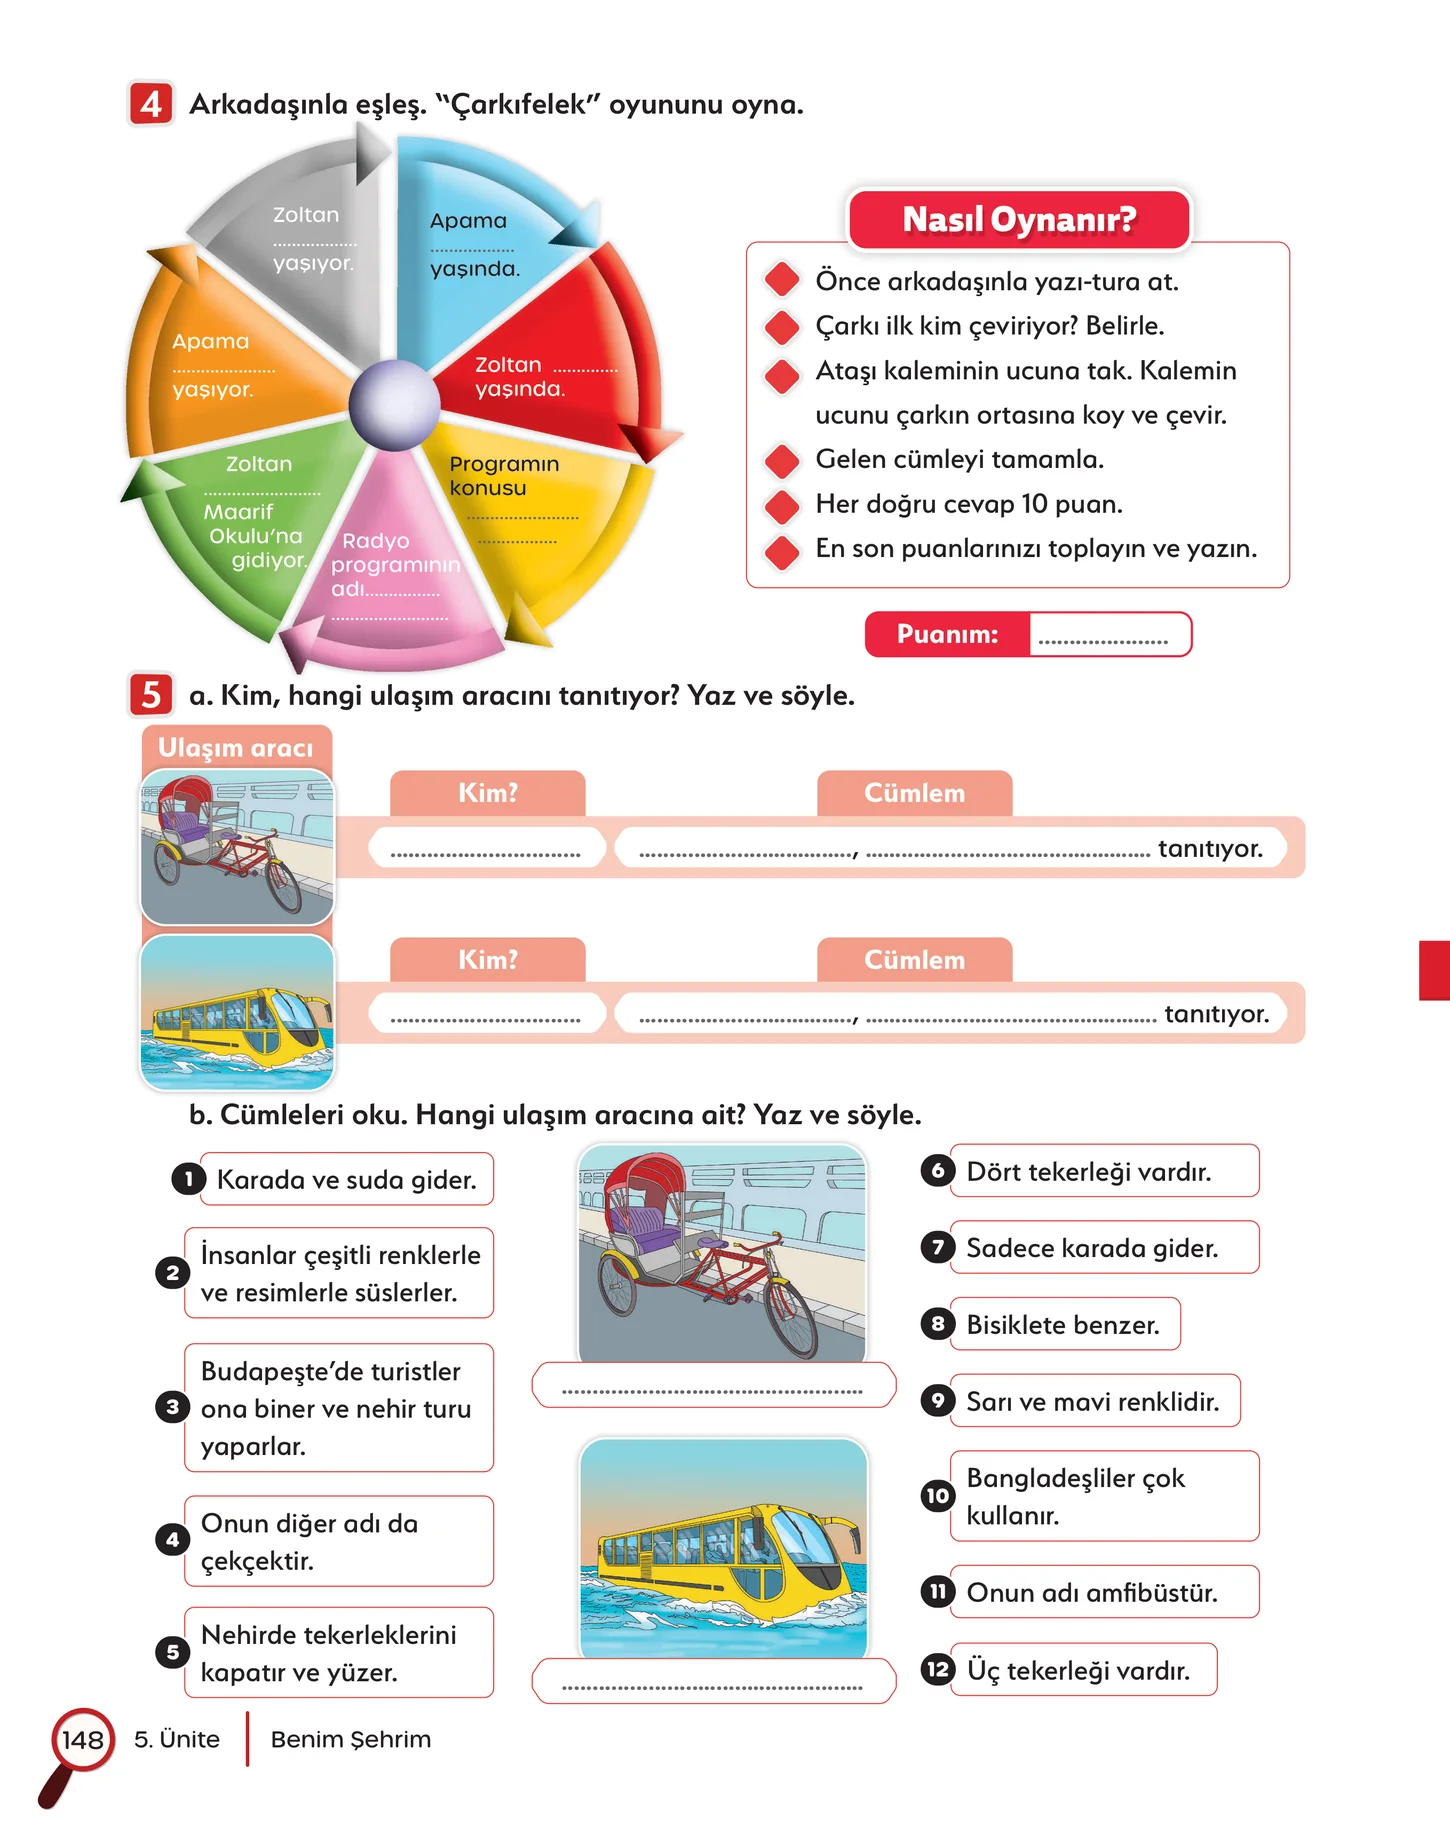 4 Arkadaşınla eşleş. “Çarkıfelek” oyununu oyna.
Zoltan
....................
yaşıyor.
Apama
....................
yaşında.
Zoltan ...............
yaşında.
Programın
konusu
...........................
...................
Radyo
programının
adı..................
............................
Zoltan
............................
Maarif
Okulu’na
gidiyor.
Apama
.........................
yaşıyor.
Nasıl Oynanır?
Önce arkadaşınla yazı-tura at.
Çarkı ilk kim çeviriyor? Belirle.
Ataşı kaleminin ucuna tak. Kalemin
ucunu çarkın ortasına koy ve çevir.
Gelen cümleyi tamamla.
Her doğru cevap 10 puan.
En son puanlarınızı toplayın ve yazın.
Puanım: .....................
5 a. Kim, hangi ulaşım aracını tanıtıyor? Yaz ve söyle.
Ulaşım aracı
Kim? Cümlem
............................... ..................................., ............................................... tanıtıyor.
Kim? Cümlem
............................... ..................................., ................................................ tanıtıyor.
b. Cümleleri oku. Hangi ulaşım aracına ait? Yaz ve söyle.
1 Karada ve suda gider.
2 İnsanlar çeşitli renklerle
ve resimlerle süslerler.
3 Budapeşte’de turistler
ona biner ve nehir turu
yaparlar.
4 Onun diğer adı da
çekçektir.
5 Nehirde tekerleklerini
kapatır ve yüzer.
.................................................
.................................................
6 Dört tekerleği vardır.
7 Sadece karada gider.
8 Bisiklete benzer.
9 Sarı ve mavi renklidir.
10 Bangladeşliler çok
kullanır.
11 Onun adı amfibüstür.
12 Üç tekerleği vardır.
148 5. Ünite Benim Şehrim